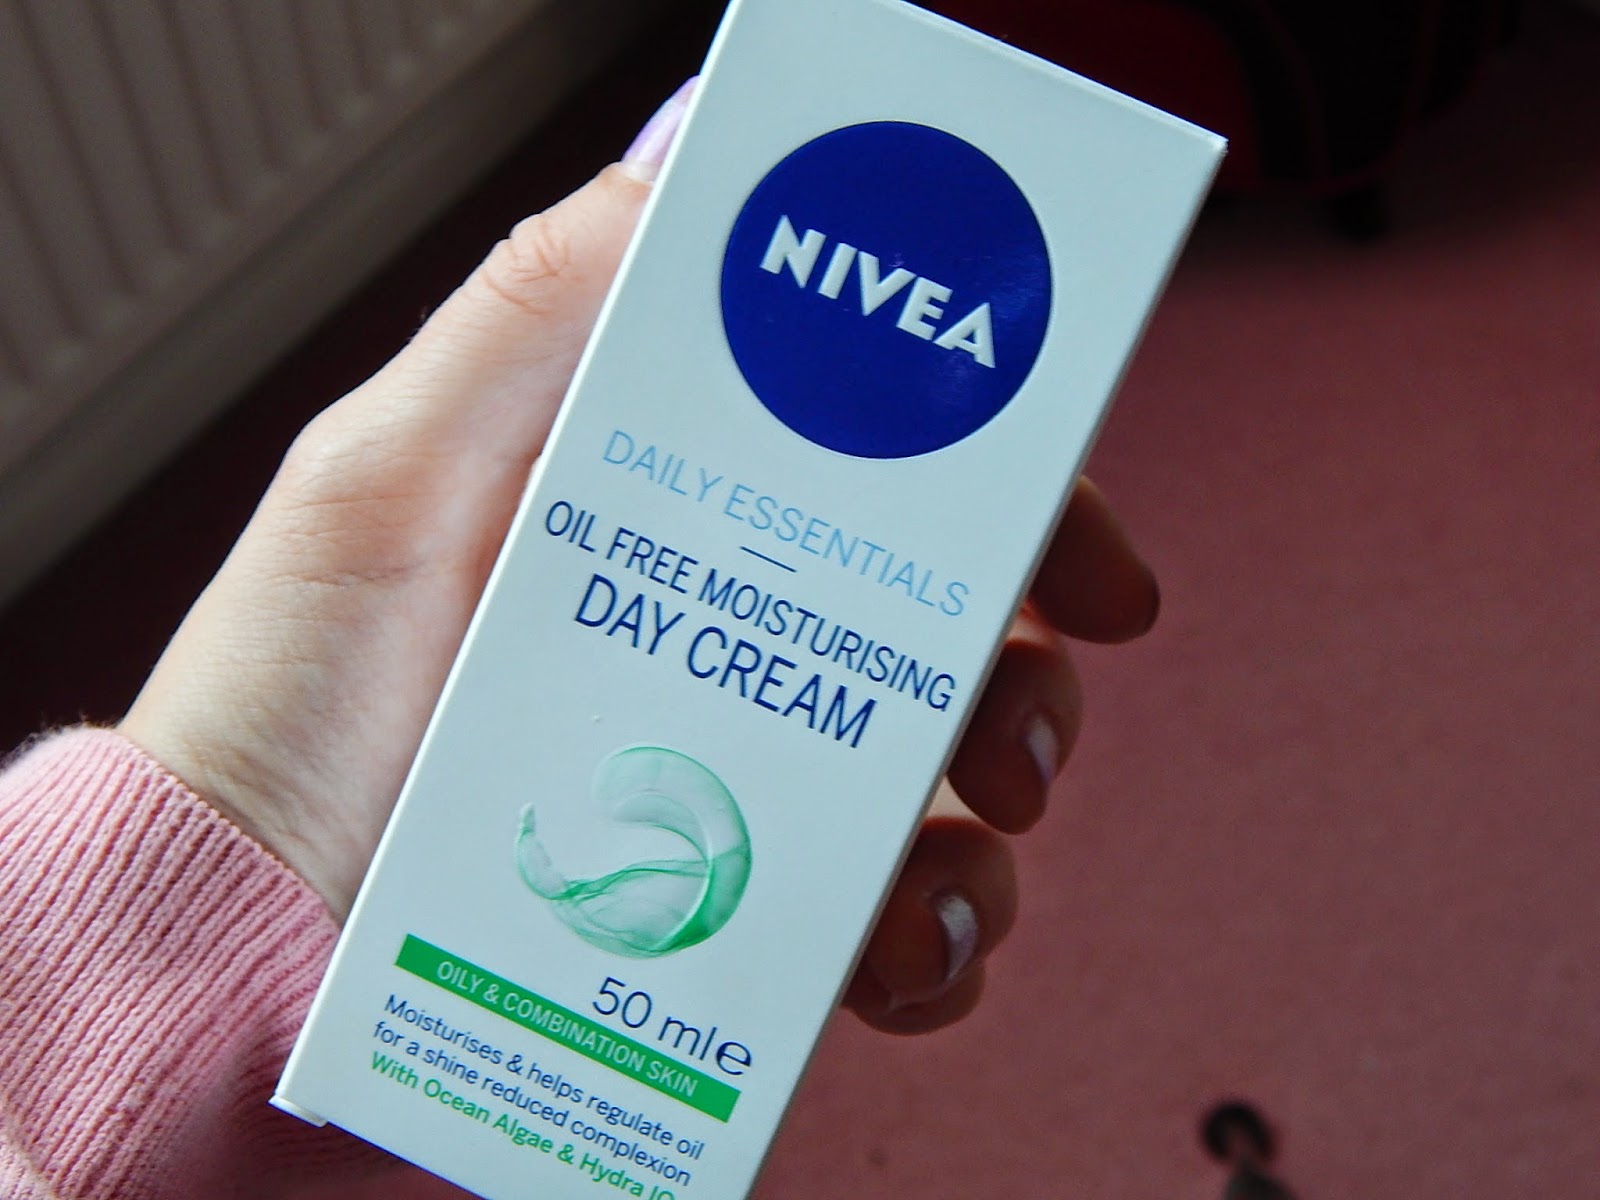 NIVEA
DAILY ESSENTIALS
OIL FREE MOISTURISING
DAY CREAM
50 ml e
OILY & COMBINATION SKIN
Moisturises & helps regulate oil
for a shine reduced complexion
With Ocean Algae & Hydra IQ